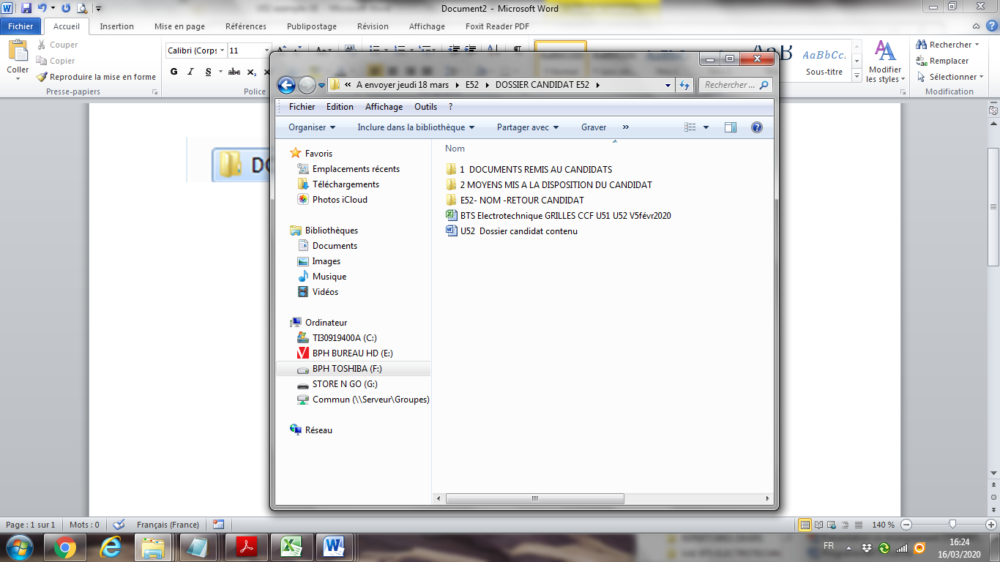 Document2 - Microsoft Word
Fichier Accueil Insertion Mise en page Références Publipostage Révision Affichage Foxit Reader PDF
Coller
Couper
Copier
Reproduire la mise en forme
Presse-papiers
Calibri (Corps 11
G I S abc x₂
Police
AaB AaBbCc.
Sous-titre
Modifier
les styles
Rechercher
Remplacer
Sélectionner
Modification
DO
« A envoyer jeudi 18 mars E52 DOSSIER CANDIDAT E52
Rechercher ...
Fichier Edition Affichage Outils ?
Organiser Inclure dans la bibliothèque Partager avec Graver »
Favoris
Emplacements récents
Téléchargements
Photos iCloud
Bibliothèques
Documents
Images
Musique
Vidéos
Ordinateur
TI30919400A (C:)
BPH BUREAU HD (E:)
BPH TOSHIBA (F:)
STORE N GO (G:)
Commun (\\Serveur\Groupes)
Réseau
Nom
1 DOCUMENTS REMIS AU CANDIDATS
2 MOYENS MIS A LA DISPOSITION DU CANDIDAT
E52- NOM -RETOUR CANDIDAT
BTS Electrotechnique GRILLES CCF U51 U52 V5févr2020
U52 Dossier candidat contenu
Page : 1 sur 1 Mots : 0 Français (France) 140 %
FR
16:24
16/03/2020